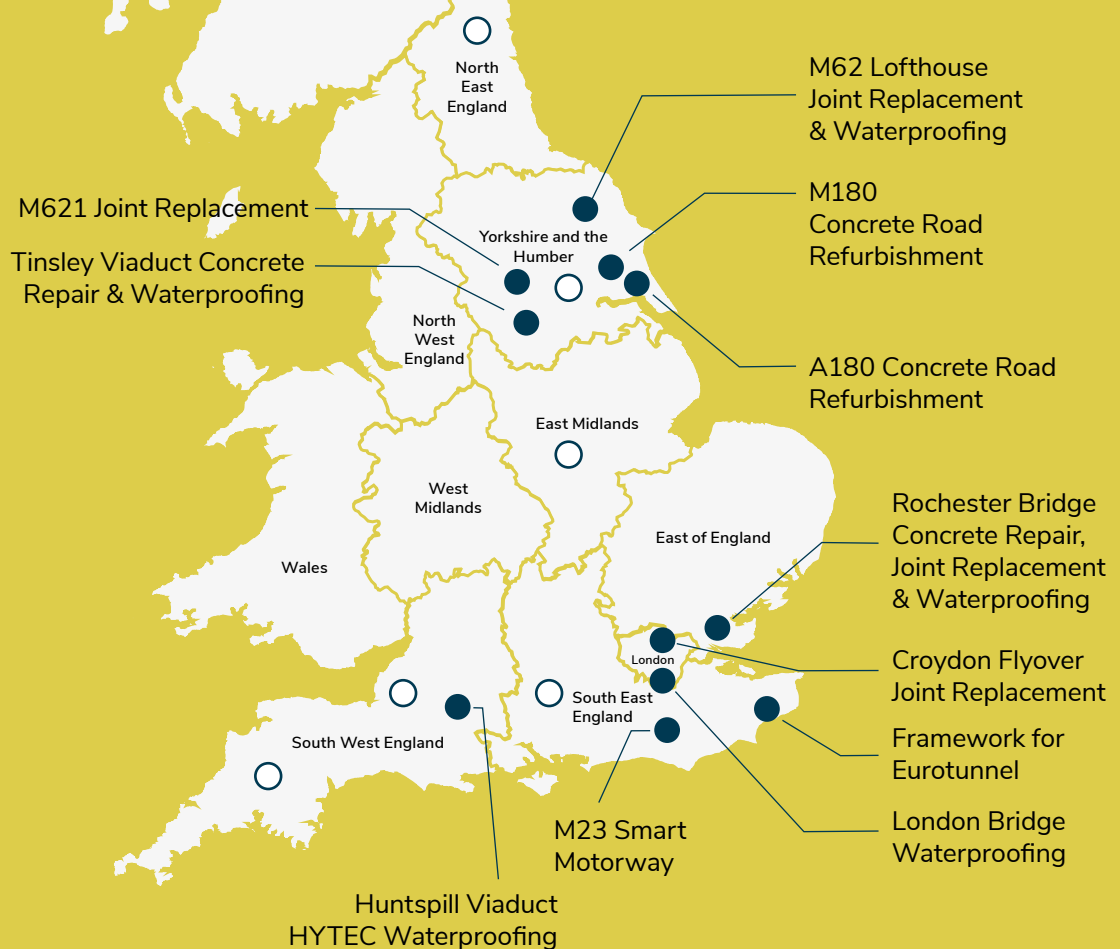 North
East
England
M62 Lofthouse
Joint Replacement
& Waterproofing
M621 Joint Replacement
M180
Concrete Road
Refurbishment
Tinsley Viaduct Concrete
Repair & Waterproofing
Yorkshire and the
Humber
North
West
England
A180 Concrete Road
Refurbishment
East Midlands
West
Midlands
East of England
Wales
Rochester Bridge
Concrete Repair,
Joint Replacement
& Waterproofing
London
Croydon Flyover
Joint Replacement
South East
England
South West England
Framework for
Eurotunnel
M23 Smart
Motorway
London Bridge
Waterproofing
Huntspill Viaduct
HYTEC Waterproofing